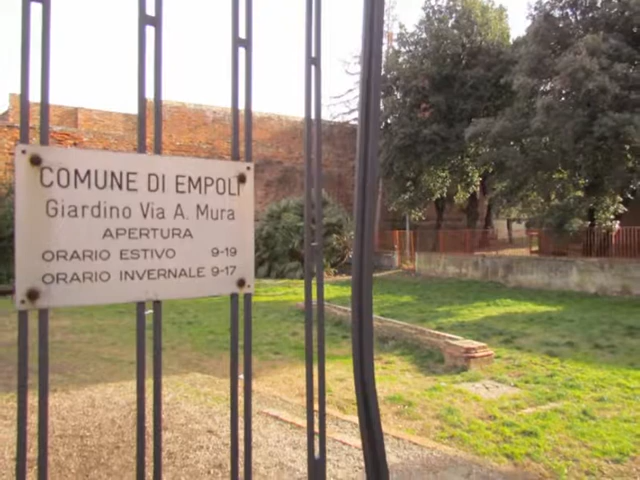 COMUNE DI EMPOLI
Giardino Via A. Mura
APERTURA
ORARIO ESTIVO 9-19
ORARIO INVERNALE 9-17